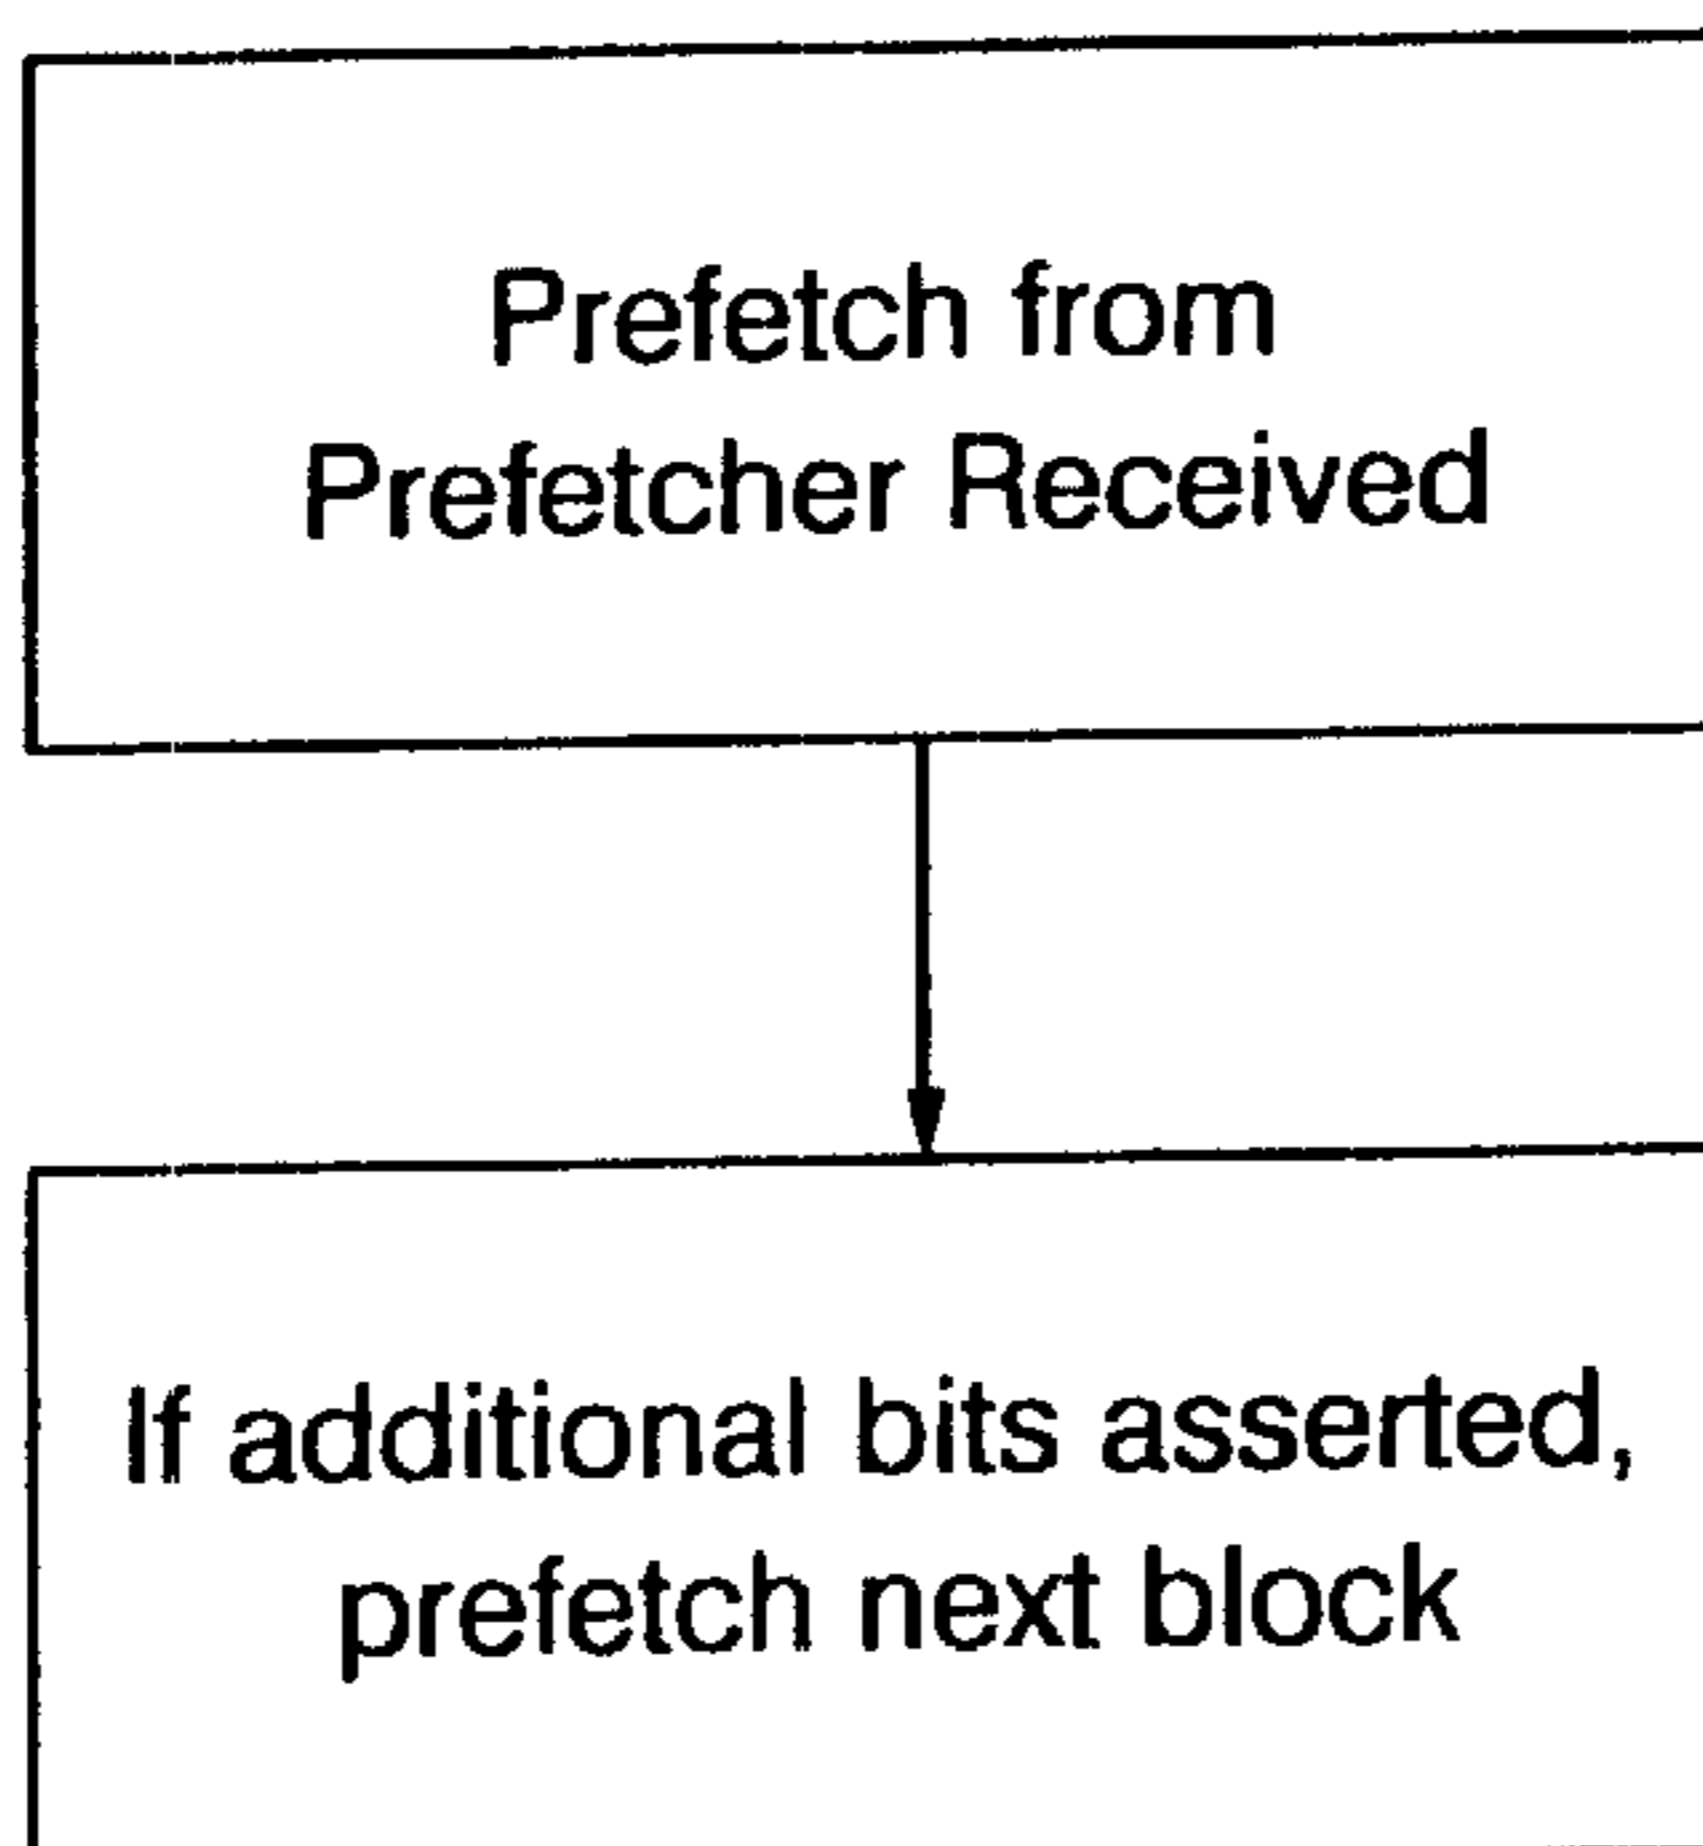 Prefetch from
Prefetcher Received
If additional bits asserted,
prefetch next block